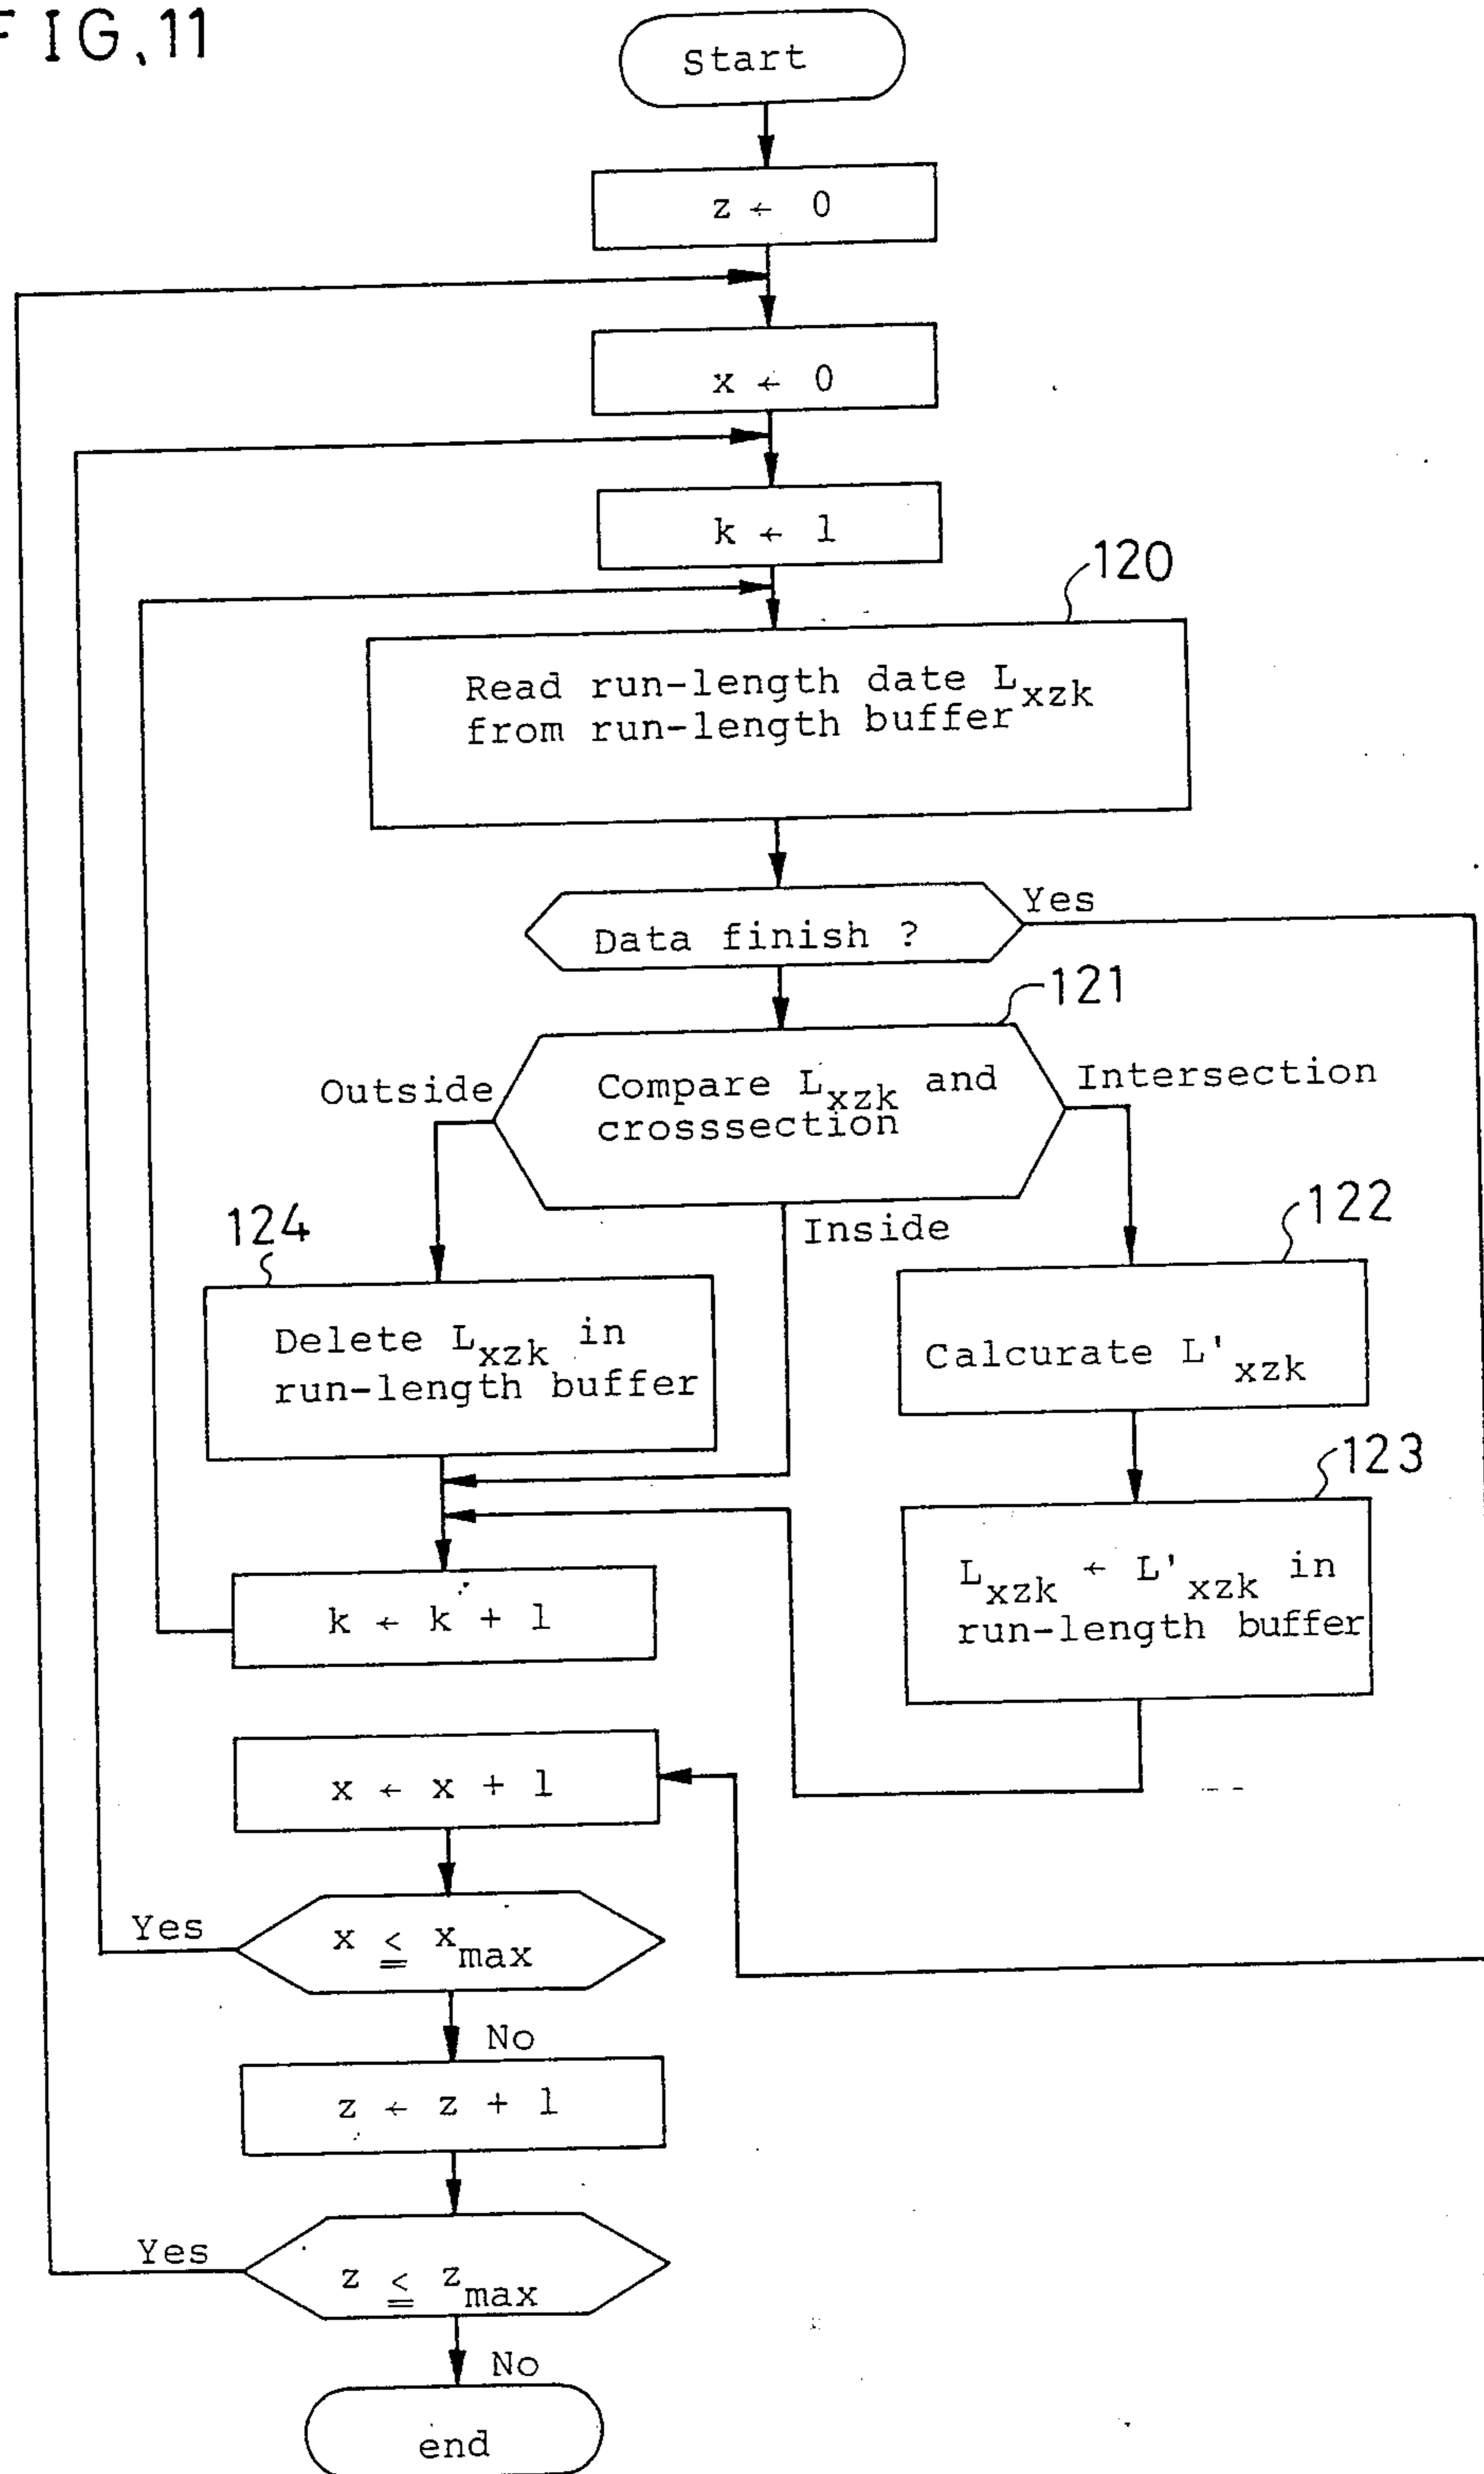 FIG.11
Start
z ← 0
x ← 0
k ← 1
120
Read run-length date Lxzk
from run-length buffer
Data finish ?
Yes
121
Compare Lxzk and
crosssection
Outside
Intersection
Inside
124
Delete Lxzk in
run-length buffer
122
Calcurate L'xzk
123
Lxzk ← L'xzk in
run-length buffer
k ← k + 1
x ← x + 1
x ≦ xmax
Yes
No
z ← z + 1
z ≦ zmax
Yes
No
end